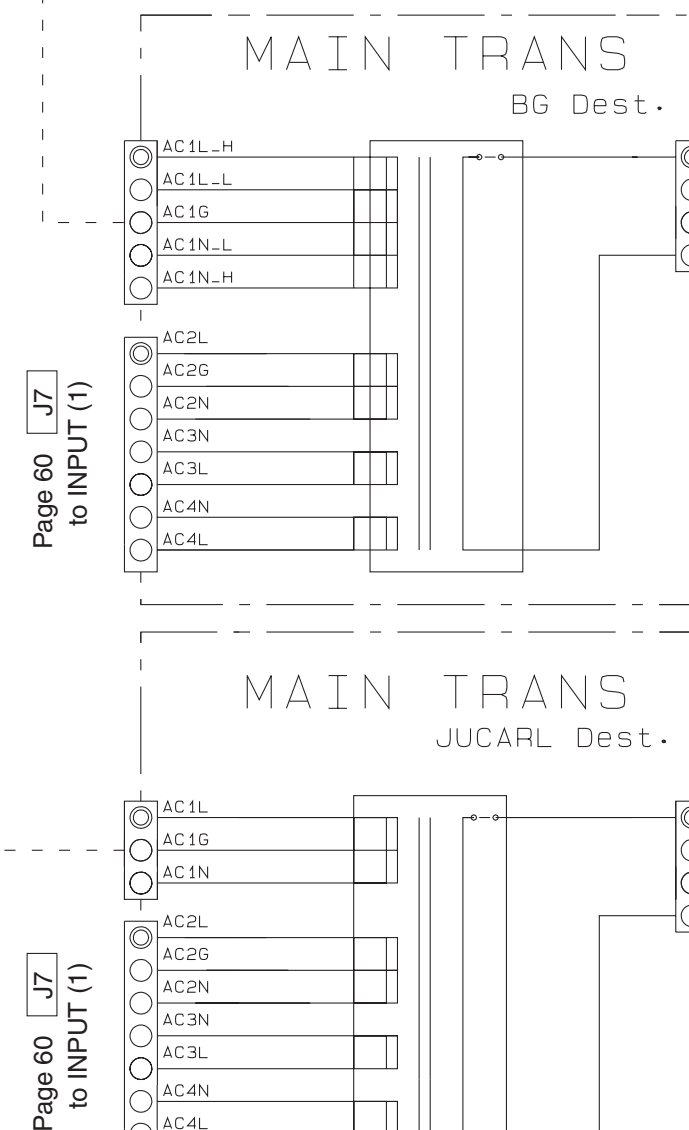 MAIN TRANS
BG Dest.
AC1L_H
AC1L_L
AC1G
AC1N_L
AC1N_H
AC2L
AC2G
AC2N
AC3N
AC3L
AC4N
AC4L
Page 60 J7
to INPUT (1)
MAIN TRANS
JUCARL Dest.
AC1L
AC1G
AC1N
AC2L
AC2G
AC2N
AC3N
AC3L
AC4N
AC4L
Page 60 J7
to INPUT (1)